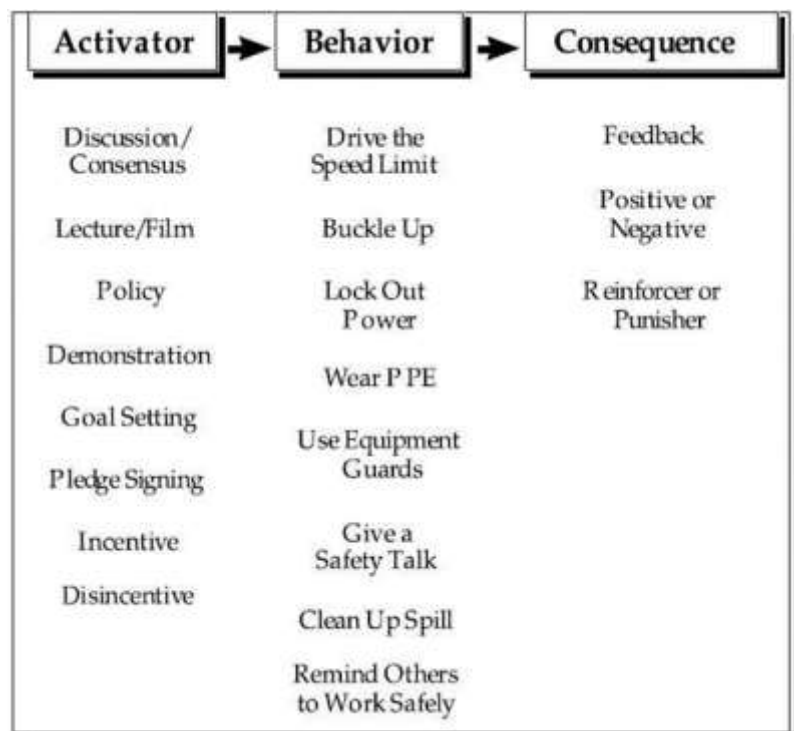 Activator
Behavior
Consequence
Discussion/
Consensus
Lecture/Film
Policy
Demonstration
Goal Setting
Pledge Signing
Incentive
Disincentive
Drive the
Speed Limit
Buckle Up
Lock Out
Power
Wear PPE
Use Equipment
Guards
Give a
Safety Talk
Clean Up Spill
Remind Others
to Work Safely
Feedback
Positive or
Negative
Reinforcer or
Punisher